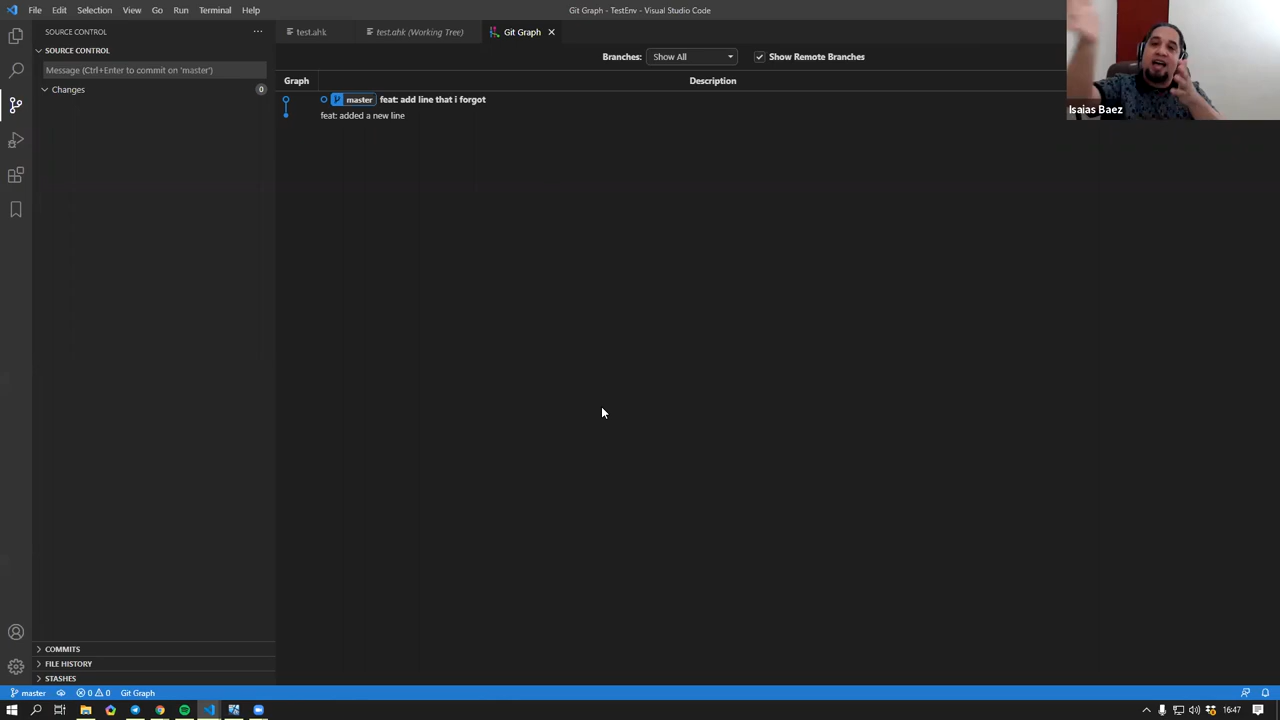 File Edit Selection View Go Run Terminal Help
Git Graph - TestEnv - Visual Studio Code
SOURCE CONTROL
test.ahk
test.ahk (Working Tree)
Git Graph
SOURCE CONTROL
Branches: Show All Show Remote Branches
Message (Ctrl+Enter to commit on 'master')
Graph Description
Changes 0
master feat: add line that i forgot
feat: added a new line
Isaias Baez
COMMITS
FILE HISTORY
STASHES
master 0 0 Git Graph
16:47